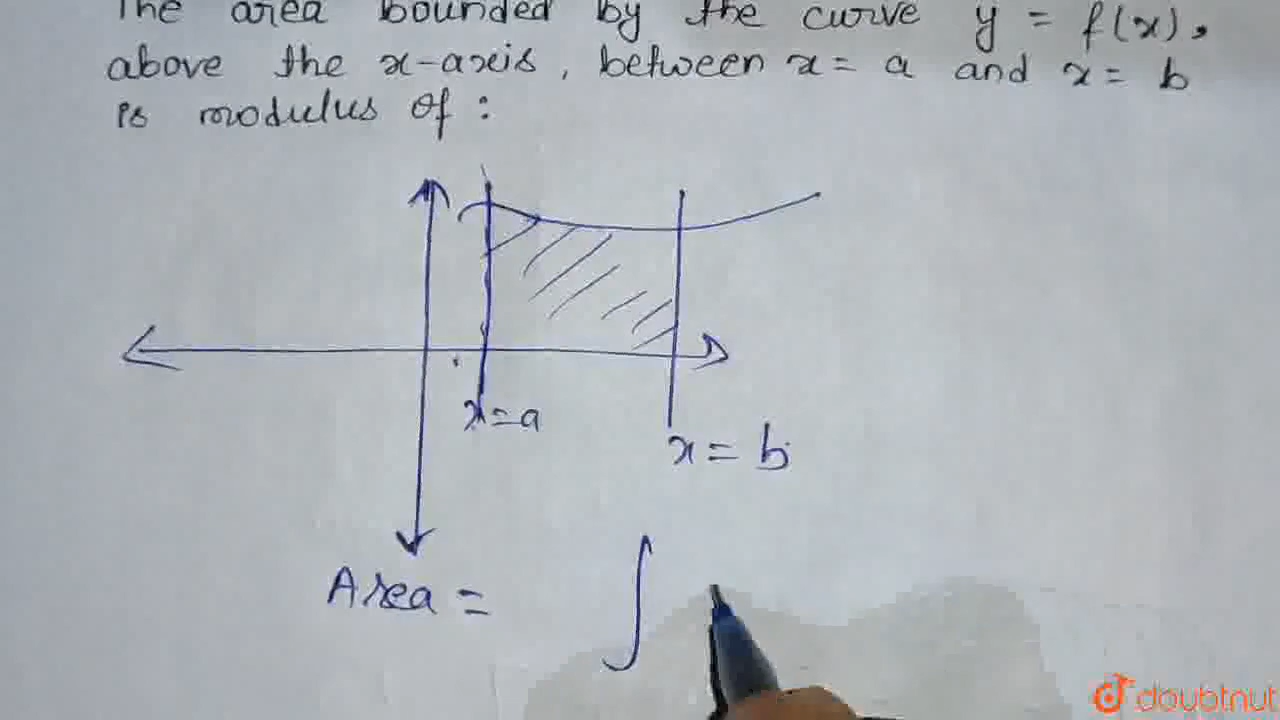 The area bounded by the curve y = f(x),
above the x-axis, between x = a and x = b
is modulus of :
x=a
x = b
Area = ∫
doubtnut